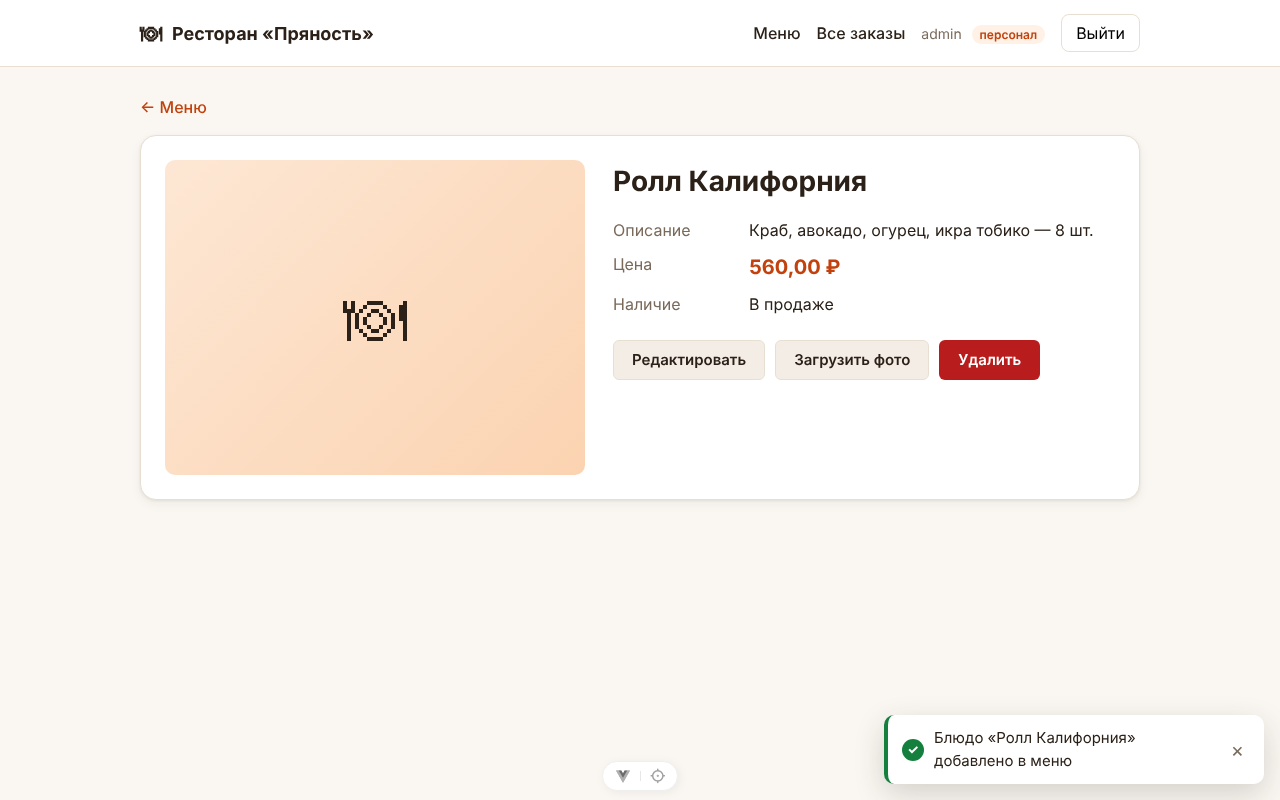 Ресторан «Пряность»
Меню
Все заказы
admin
персонал
Выйти
← Меню
Ролл Калифорния
Описание
Краб, авокадо, огурец, икра тобико — 8 шт.
Цена
560,00 ₽
Наличие
В продаже
Редактировать
Загрузить фото
Удалить
Блюдо «Ролл Калифорния»
добавлено в меню